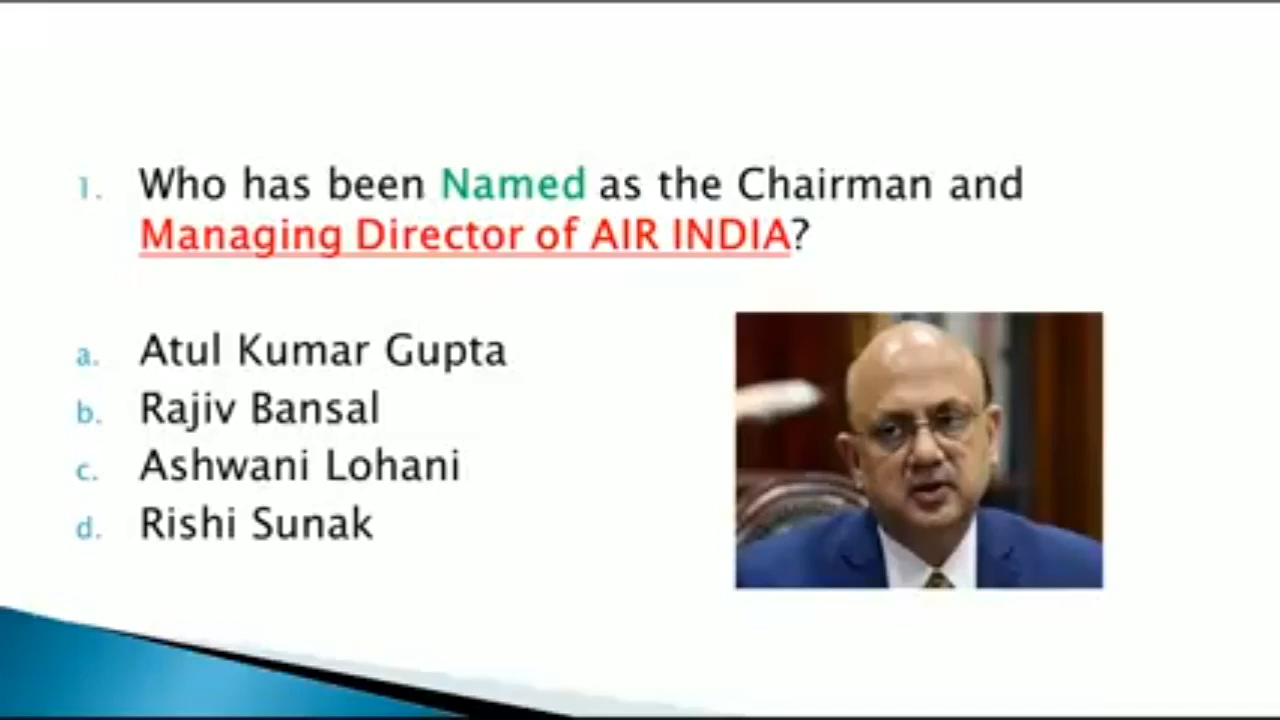 1. Who has been Named as the Chairman and
Managing Director of AIR INDIA?
a. Atul Kumar Gupta
b. Rajiv Bansal
c. Ashwani Lohani
d. Rishi Sunak